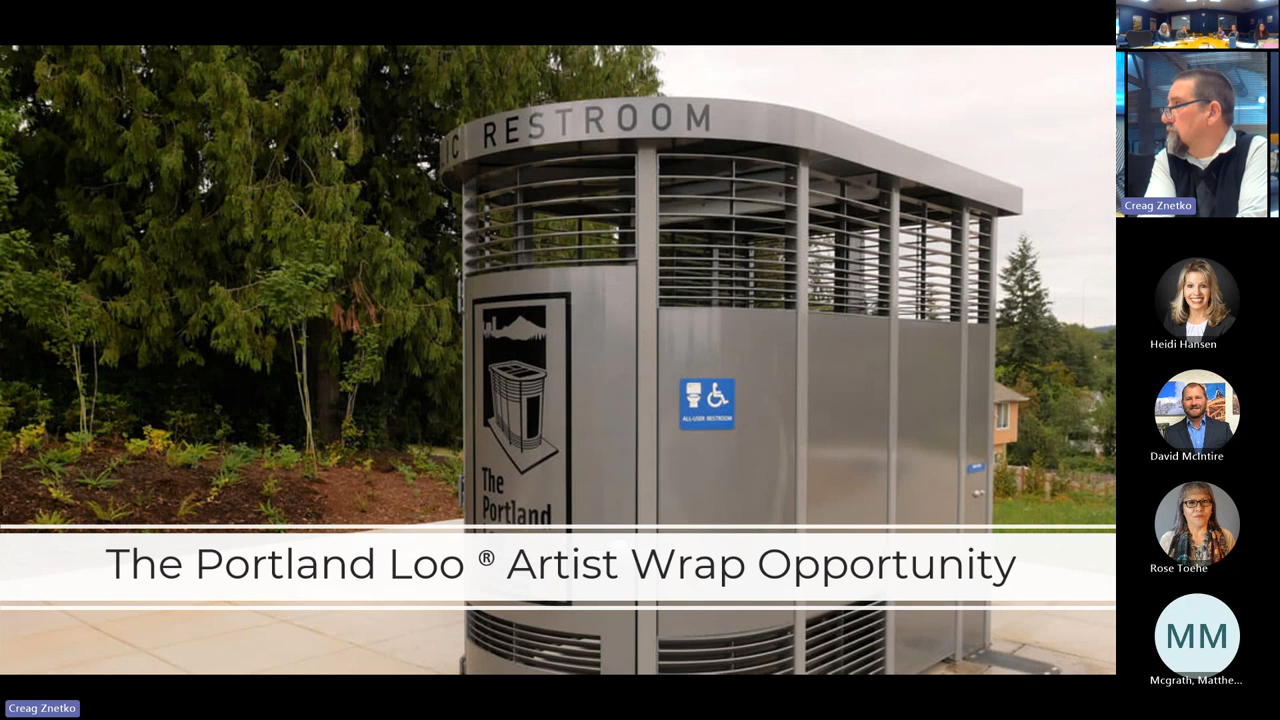 IC RESTROOM
ALL-USER RESTROOM
The
Portland
The Portland Loo ® Artist Wrap Opportunity
Creag Znetko
Heidi Hansen
David McIntire
Rose Toehe
MM
Mcgrath, Matthe...
Creag Znetko